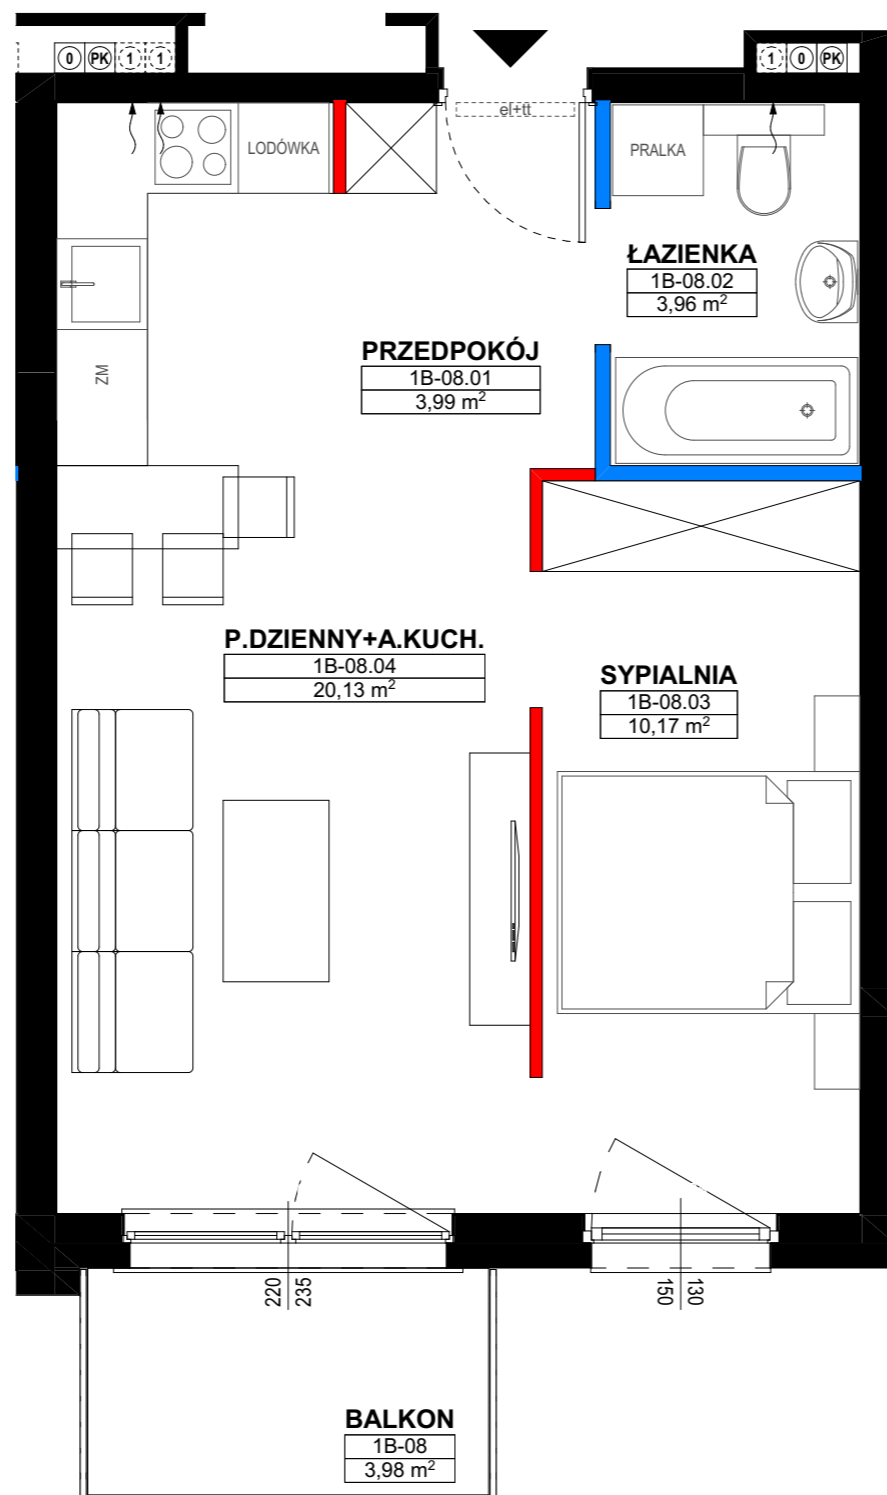 0 PK 1 1
1 0 PK
el+tt
LODÓWKA
PRALKA
ŁAZIENKA
1B-08.02
3,96 m²
PRZEDPOKÓJ
1B-08.01
3,99 m²
ZM
P.DZIENNY+A.KUCH.
1B-08.04
20,13 m²
SYPIALNIA
1B-08.03
10,17 m²
220
235
150
130
BALKON
1B-08
3,98 m²